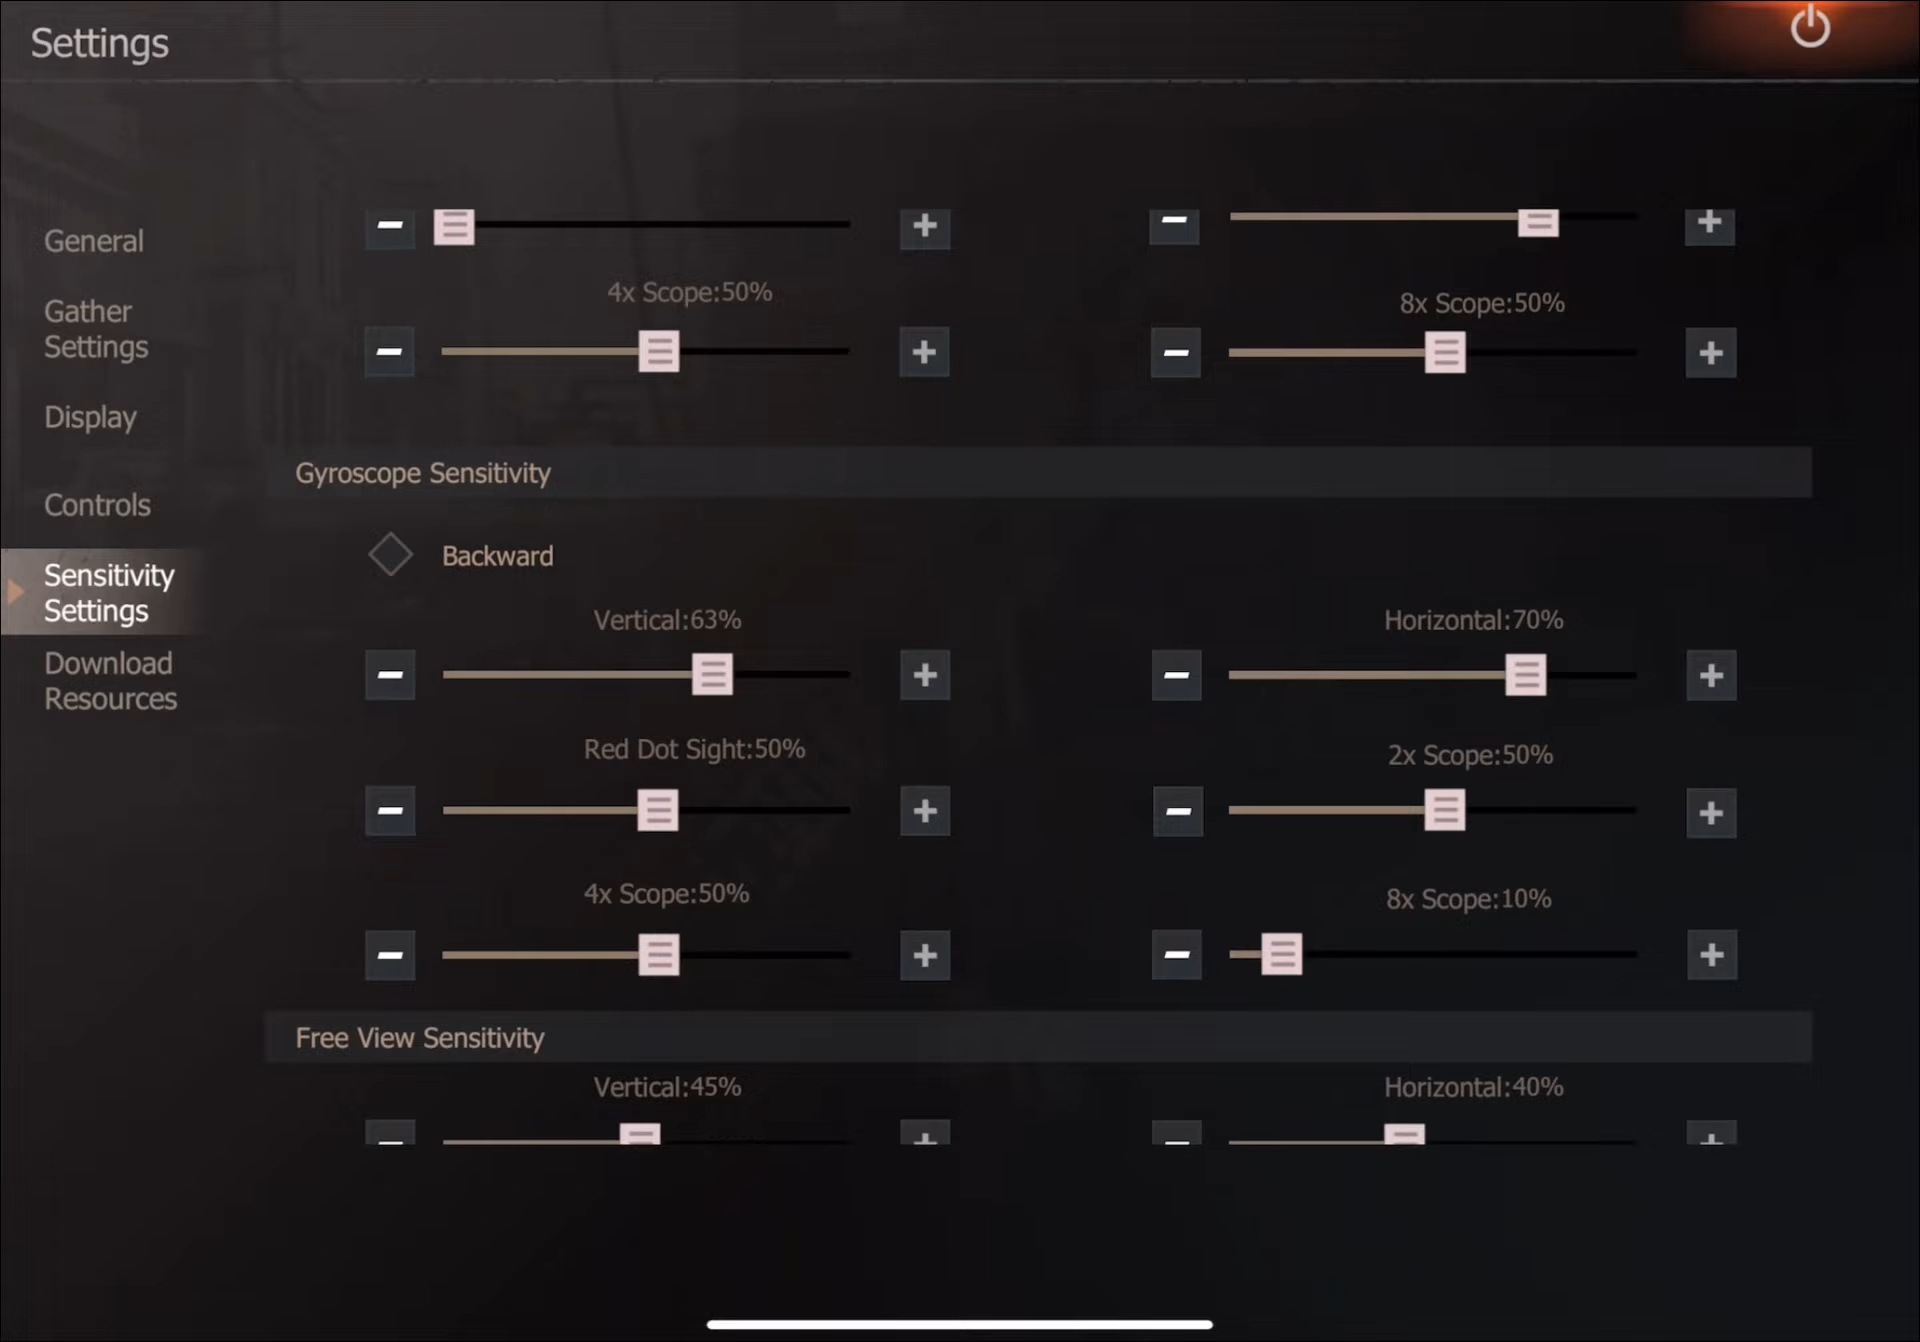 Settings
General
Gather
Settings
Display
Controls
Sensitivity
Settings
Download
Resources
4x Scope:50%
8x Scope:50%
Gyroscope Sensitivity
Backward
Vertical:63%
Horizontal:70%
Red Dot Sight:50%
2x Scope:50%
4x Scope:50%
8x Scope:10%
Free View Sensitivity
Vertical:45%
Horizontal:40%